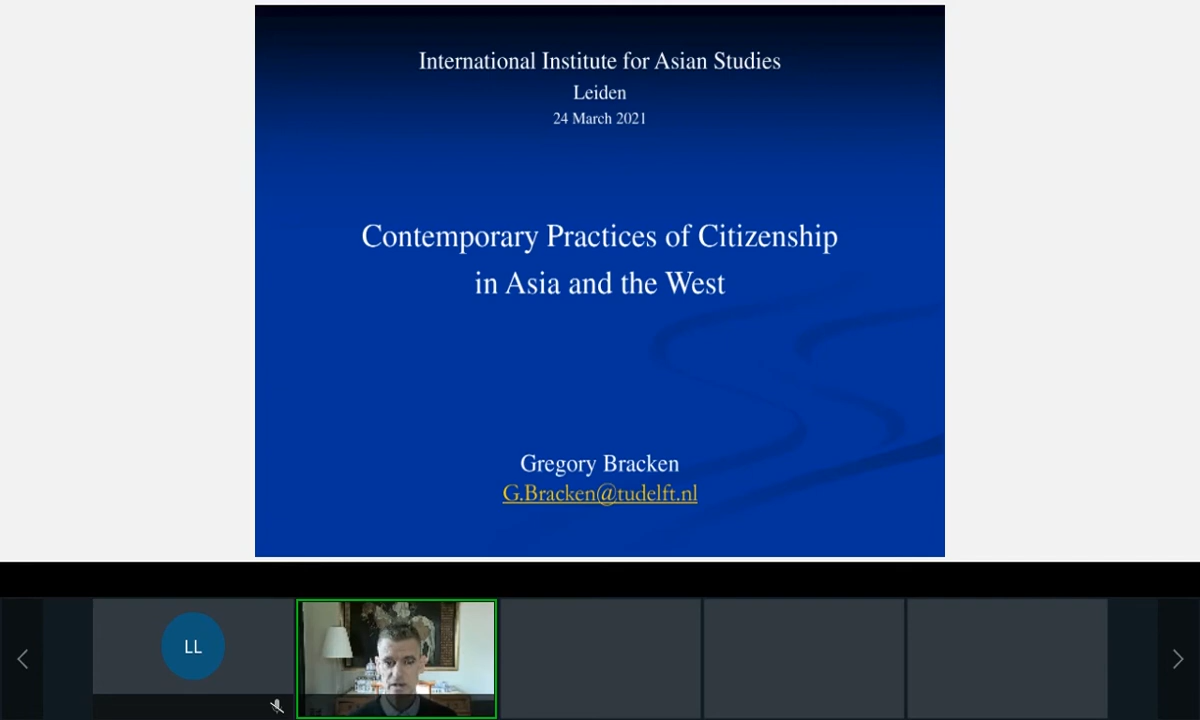 International Institute for Asian Studies
Leiden
24 March 2021
Contemporary Practices of Citizenship
in Asia and the West
Gregory Bracken
G.Bracken@tudelft.nl
LL